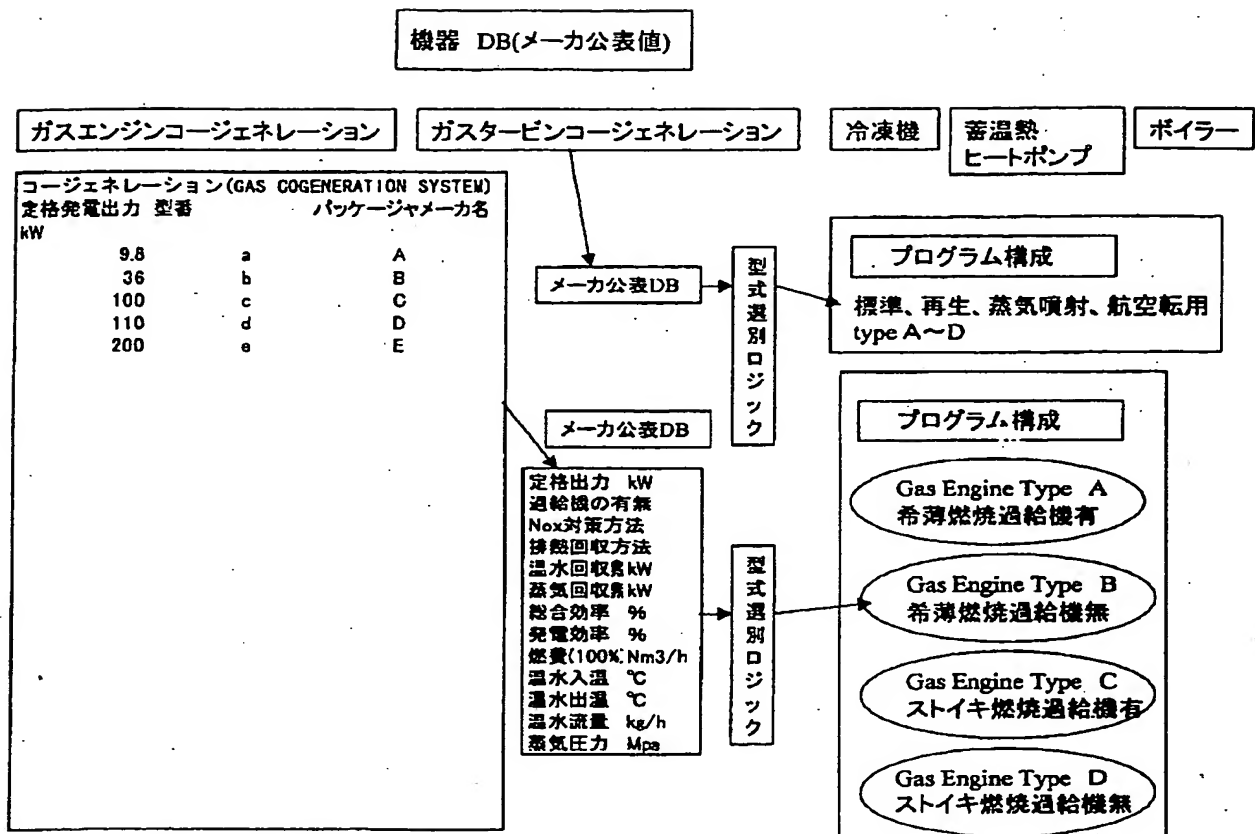 機器 DB(メーカ公表値)
ガスエンジンコージェネレーション
ガスタービンコージェネレーション
冷凍機
蓄温熱
ヒートポンプ
ボイラー
コージェネレーション(GAS COGENERATION SYSTEM)
定格発電出力 型番 パッケージャメーカ名
kW
9.8 a A
36 b B
100 c C
110 d D
200 e E
メーカ公表DB
型式選別ロジック
プログラム構成
標準、再生、蒸気噴射、航空転用
type A～D
メーカ公表DB
定格出力 kW
過給機の有無
Nox対策方法
排熱回収方法
温水回収熱kW
蒸気回収熱kW
総合効率 %
発電効率 %
燃費(100%)Nm3/h
温水入温 ℃
温水出温 ℃
温水流量 kg/h
蒸気圧力 Mpa
型式選別ロジック
プログラム構成
Gas Engine Type A
希薄燃焼過給機有
Gas Engine Type B
希薄燃焼過給機無
Gas Engine Type C
ストイキ燃焼過給機有
Gas Engine Type D
ストイキ燃焼過給機無